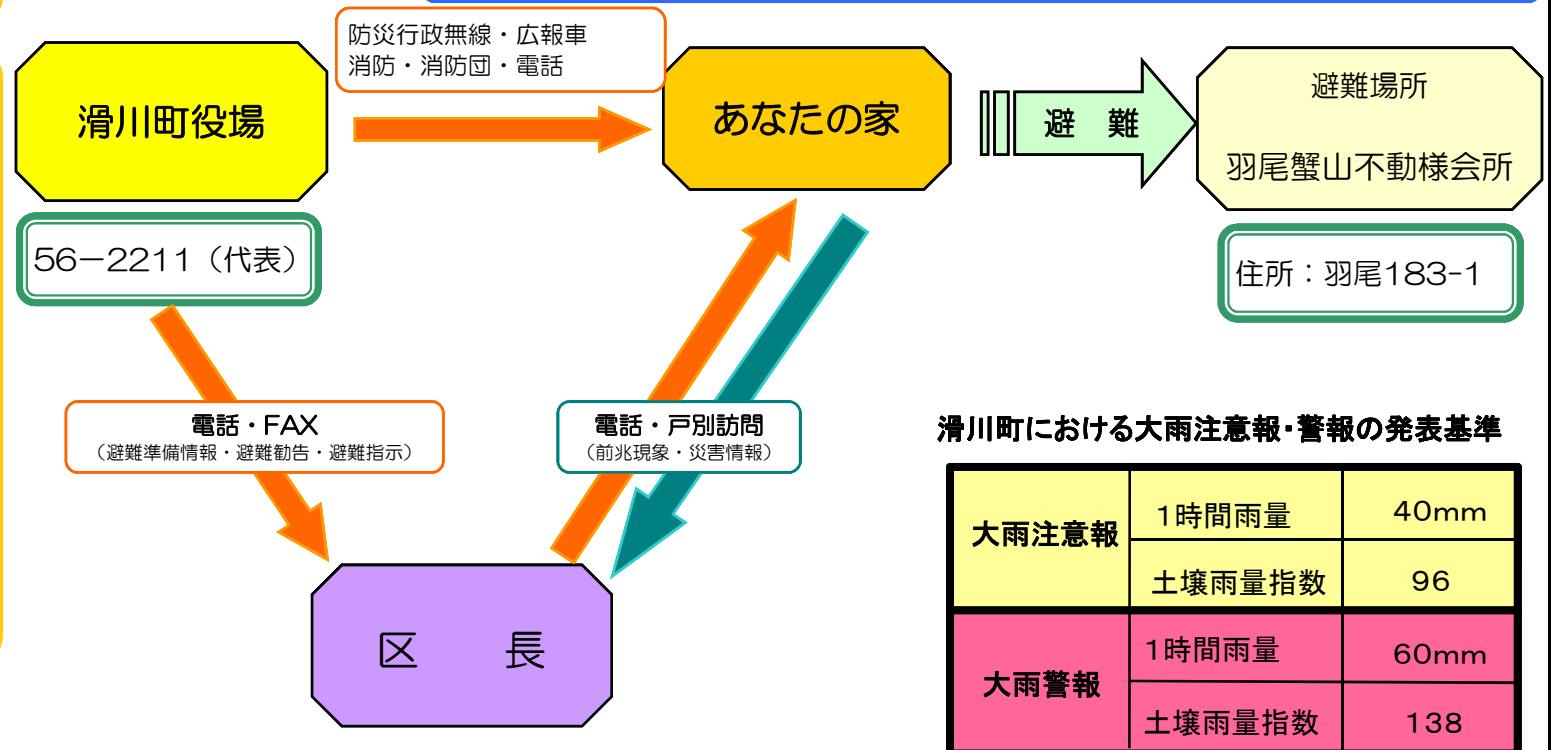 防災行政無線・広報車
消防・消防団・電話
滑川町役場
あなたの家
避 難
避難場所
羽尾蟹山不動様会所
56－2211（代表）
住所：羽尾183-1
電話・FAX
（避難準備情報・避難勧告・避難指示）
電話・戸別訪問
（前兆現象・災害情報）
区 長
滑川町における大雨注意報・警報の発表基準
大雨注意報
1時間雨量
40mm
土壌雨量指数
96
大雨警報
1時間雨量
60mm
土壌雨量指数
138